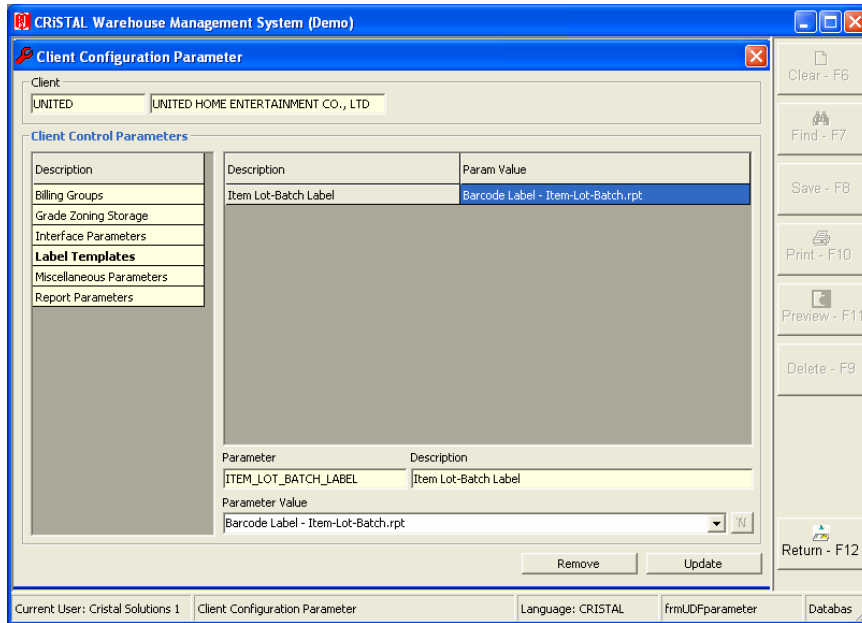 CRiSTAL Warehouse Management System (Demo)
Client Configuration Parameter
Client
UNITED UNITED HOME ENTERTAINMENT CO., LTD
Client Control Parameters
Description
Billing Groups
Grade Zoning Storage
Interface Parameters
Label Templates
Miscellaneous Parameters
Report Parameters
Description Param Value
Item Lot-Batch Label Barcode Label - Item-Lot-Batch.rpt
Parameter Description
ITEM_LOT_BATCH_LABEL Item Lot-Batch Label
Parameter Value
Barcode Label - Item-Lot-Batch.rpt
Remove Update
Clear - F6
Find - F7
Save - F8
Print - F10
Preview - F11
Delete - F9
Return - F12
Current User: Cristal Solutions 1 Client Configuration Parameter Language: CRISTAL frmUDFparameter Databas